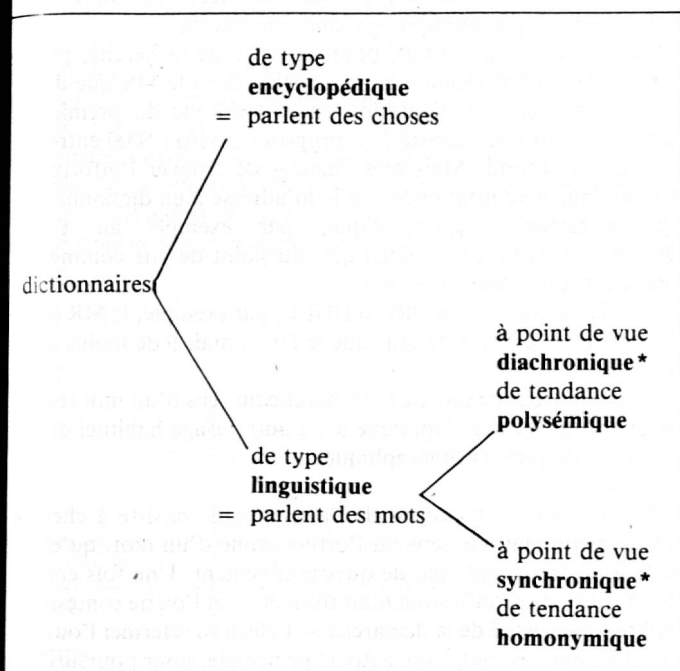 de type
encyclopédique
= parlent des choses
dictionnaires
à point de vue
diachronique*
de tendance
polysémique
de type
linguistique
= parlent des mots
à point de vue
synchronique*
de tendance
homonymique